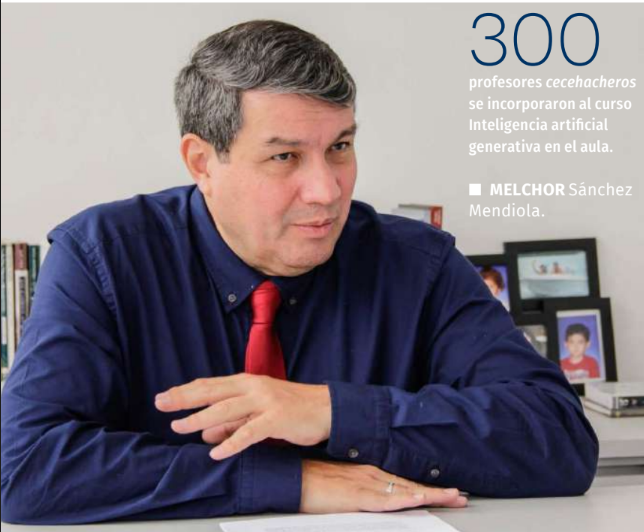 300
profesores cecehacheros
se incorporaron al curso
Inteligencia artificial
generativa en el aula.
■ MELCHOR Sánchez
Mendiola.